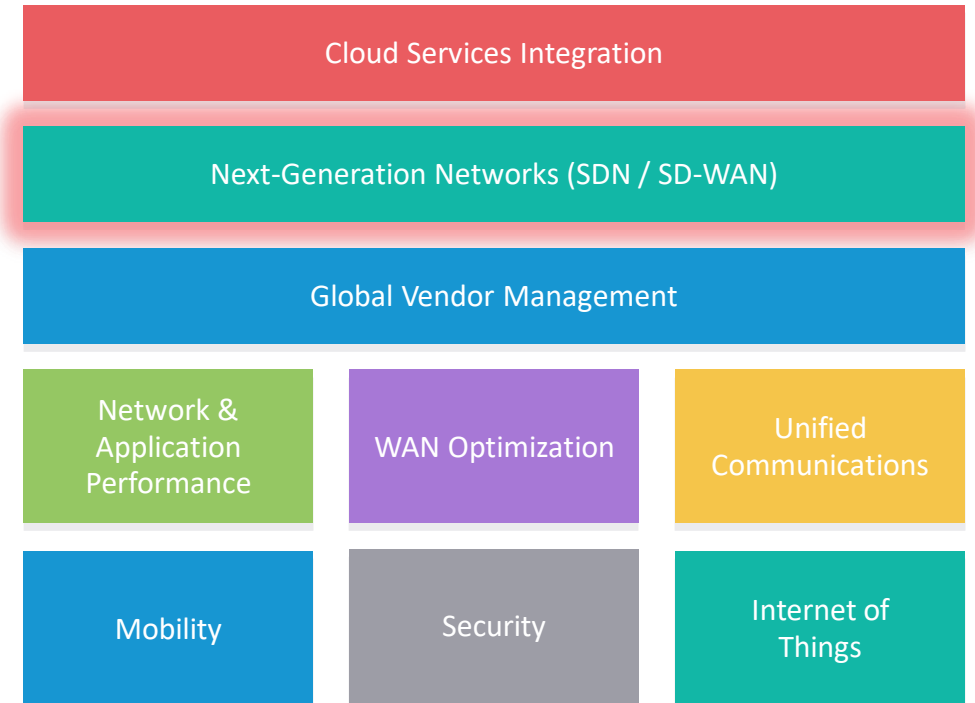 Cloud Services Integration
Next-Generation Networks (SDN / SD-WAN)
Global Vendor Management
Network &
Application
Performance
WAN Optimization
Unified
Communications
Mobility
Security
Internet of
Things